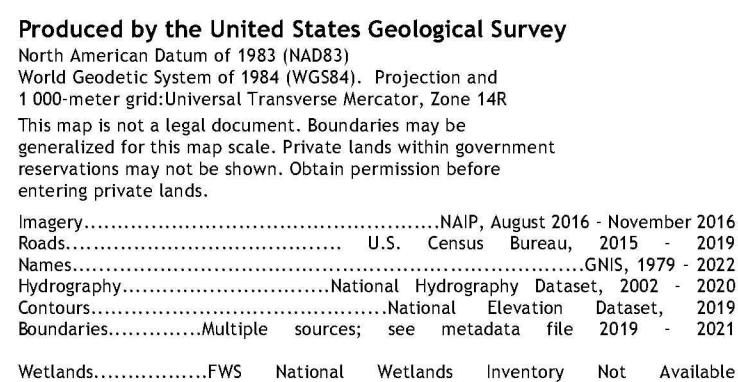 Produced by the United States Geological Survey
North American Datum of 1983 (NAD83)
World Geodetic System of 1984 (WGS84). Projection and
1 000-meter grid:Universal Transverse Mercator, Zone 14R
This map is not a legal document. Boundaries may be
generalized for this map scale. Private lands within government
reservations may not be shown. Obtain permission before
entering private lands.
Imagery.....................................................NAIP, August 2016 - November 2016
Roads......................................... U.S. Census Bureau, 2015 - 2019
Names............................................................................GNIS, 1979 - 2022
Hydrography...............................National Hydrography Dataset, 2002 - 2020
Contours............................................National Elevation Dataset, 2019
Boundaries..............Multiple sources; see metadata file 2019 - 2021
Wetlands.................FWS National Wetlands Inventory Not Available